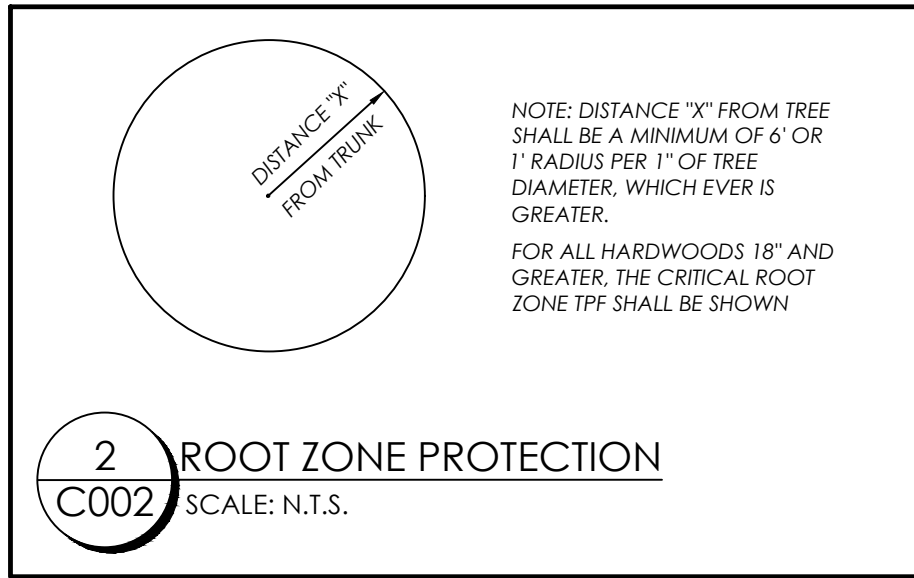 DISTANCE "X"
FROM TRUNK
NOTE: DISTANCE "X" FROM TREE
SHALL BE A MINIMUM OF 6' OR
1' RADIUS PER 1" OF TREE
DIAMETER, WHICH EVER IS
GREATER.
FOR ALL HARDWOODS 18" AND
GREATER, THE CRITICAL ROOT
ZONE TPF SHALL BE SHOWN
2
C002
ROOT ZONE PROTECTION
SCALE: N.T.S.